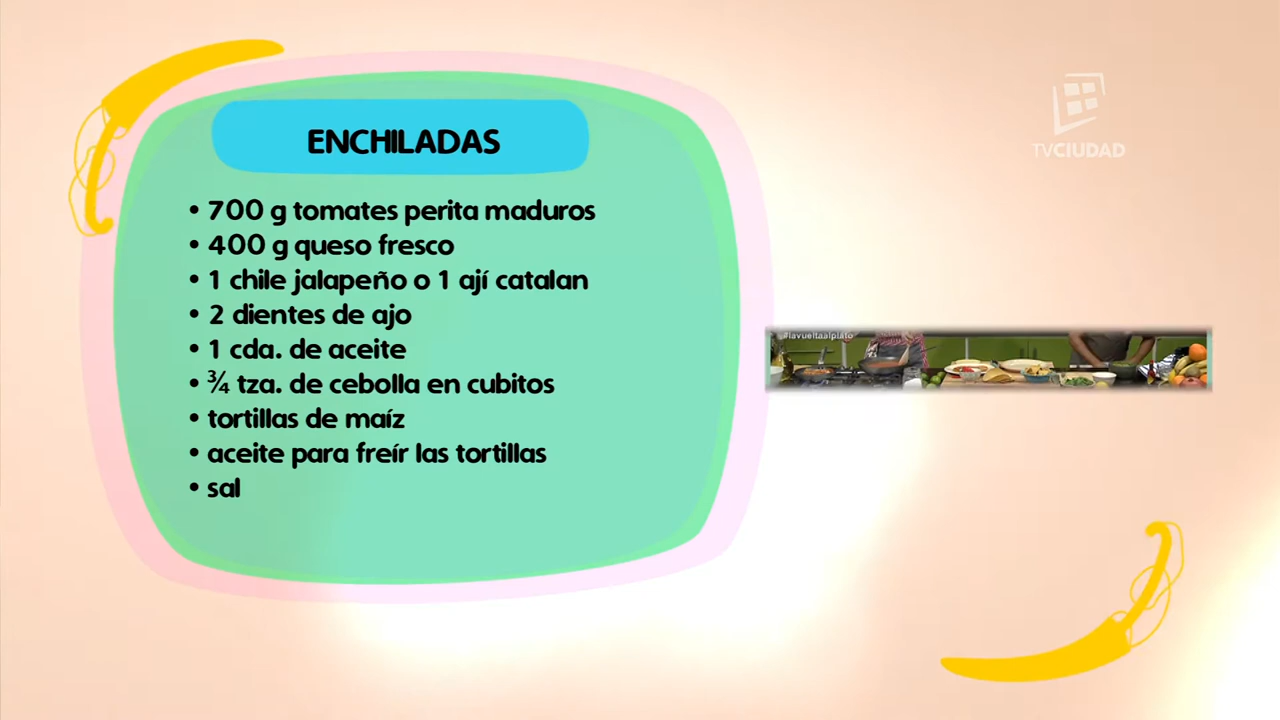 ENCHILADAS
• 700 g tomates perita maduros
• 400 g queso fresco
• 1 chile jalapeño o 1 ají catalan
• 2 dientes de ajo
• 1 cda. de aceite
• ¾ tza. de cebolla en cubitos
• tortillas de maíz
• aceite para freír las tortillas
• sal
TVCIUDAD
#lavueltaalplato